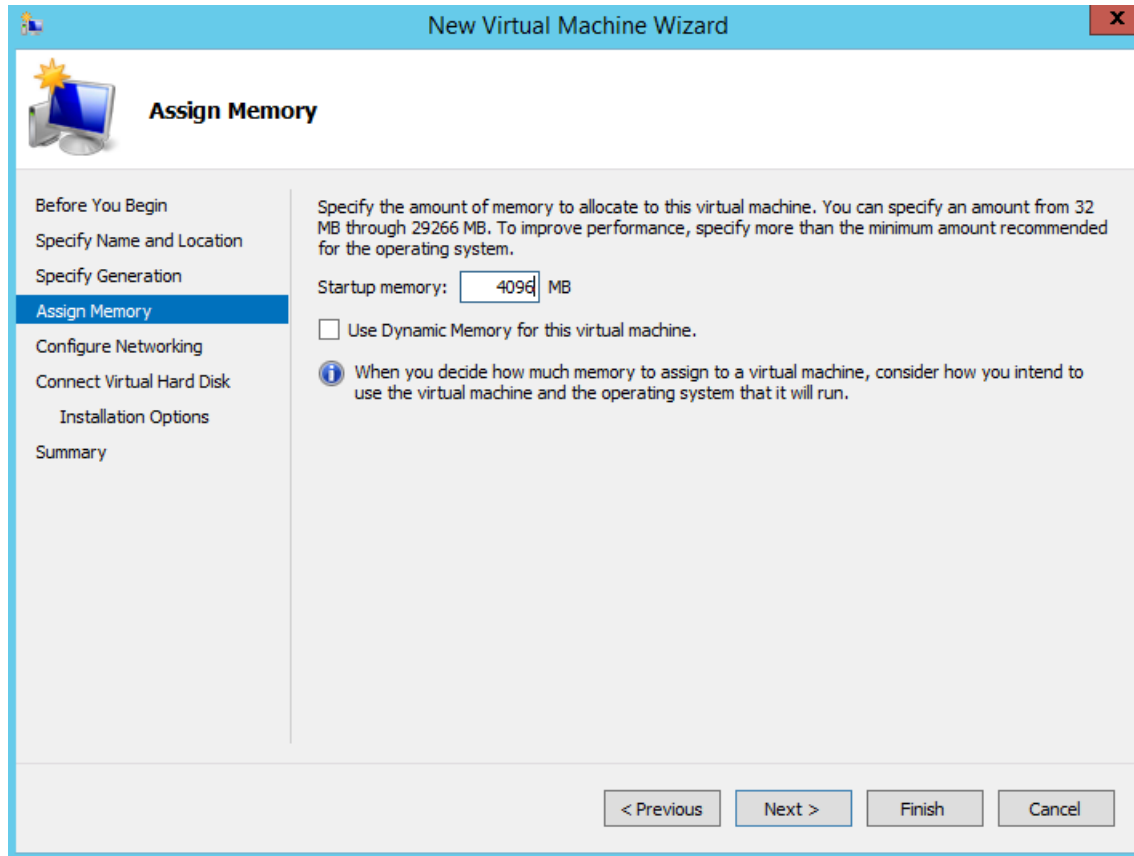 New Virtual Machine Wizard
x
Assign Memory
Before You Begin
Specify Name and Location
Specify Generation
Assign Memory
Configure Networking
Connect Virtual Hard Disk
Installation Options
Summary
Specify the amount of memory to allocate to this virtual machine. You can specify an amount from 32
MB through 29266 MB. To improve performance, specify more than the minimum amount recommended
for the operating system.
Startup memory: 4096 MB
Use Dynamic Memory for this virtual machine.
When you decide how much memory to assign to a virtual machine, consider how you intend to
use the virtual machine and the operating system that it will run.
< Previous Next > Finish Cancel